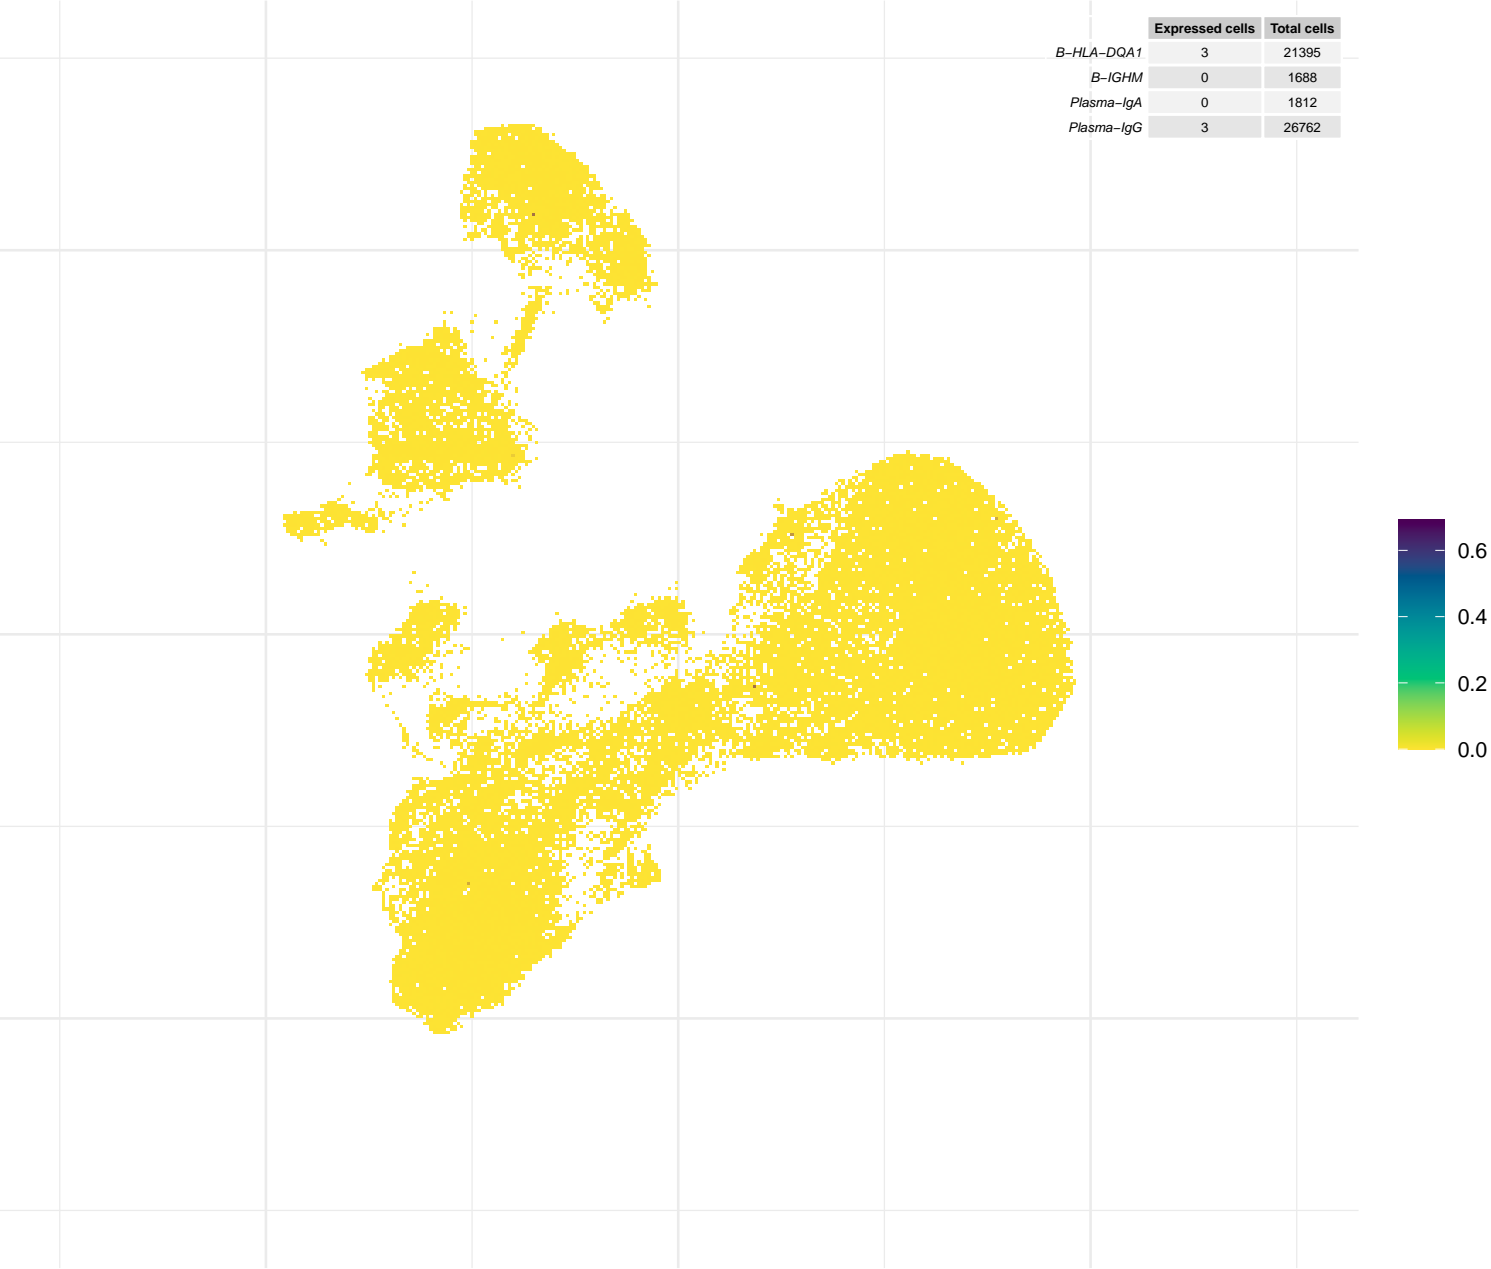 Expressed cells Total cells
B−HLA−DQA1 3 21395
B−IGHM 0 1688
Plasma−IgA 0 1812
Plasma−IgG 3 26762
0.6
0.4
0.2
0.0